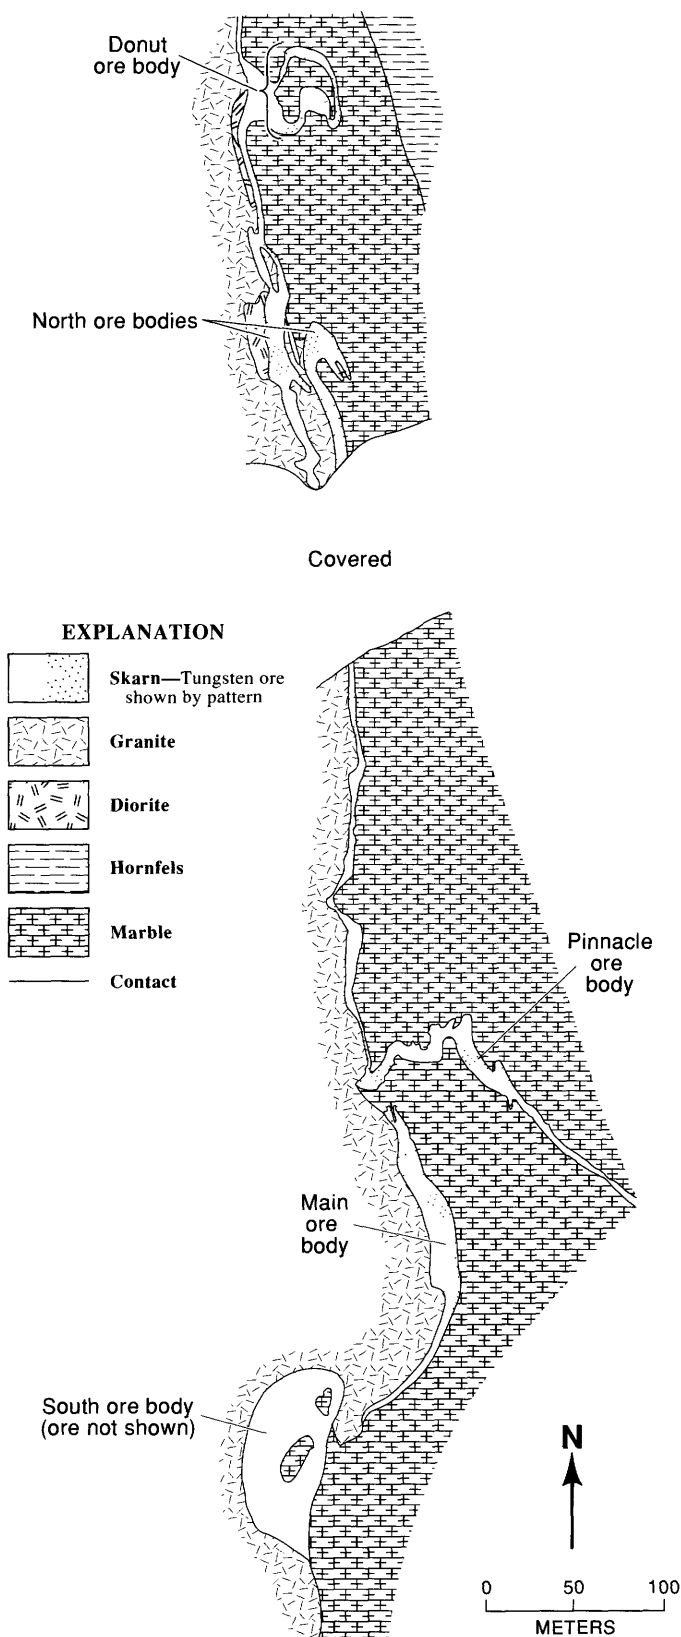 Donut
ore body
North ore bodies
Covered
EXPLANATION
Skarn—Tungsten ore
shown by pattern
Granite
Diorite
Hornfels
Marble
Contact
Pinnacle
ore
body
Main
ore
body
South ore body
(ore not shown)
N
0 50 100
METERS